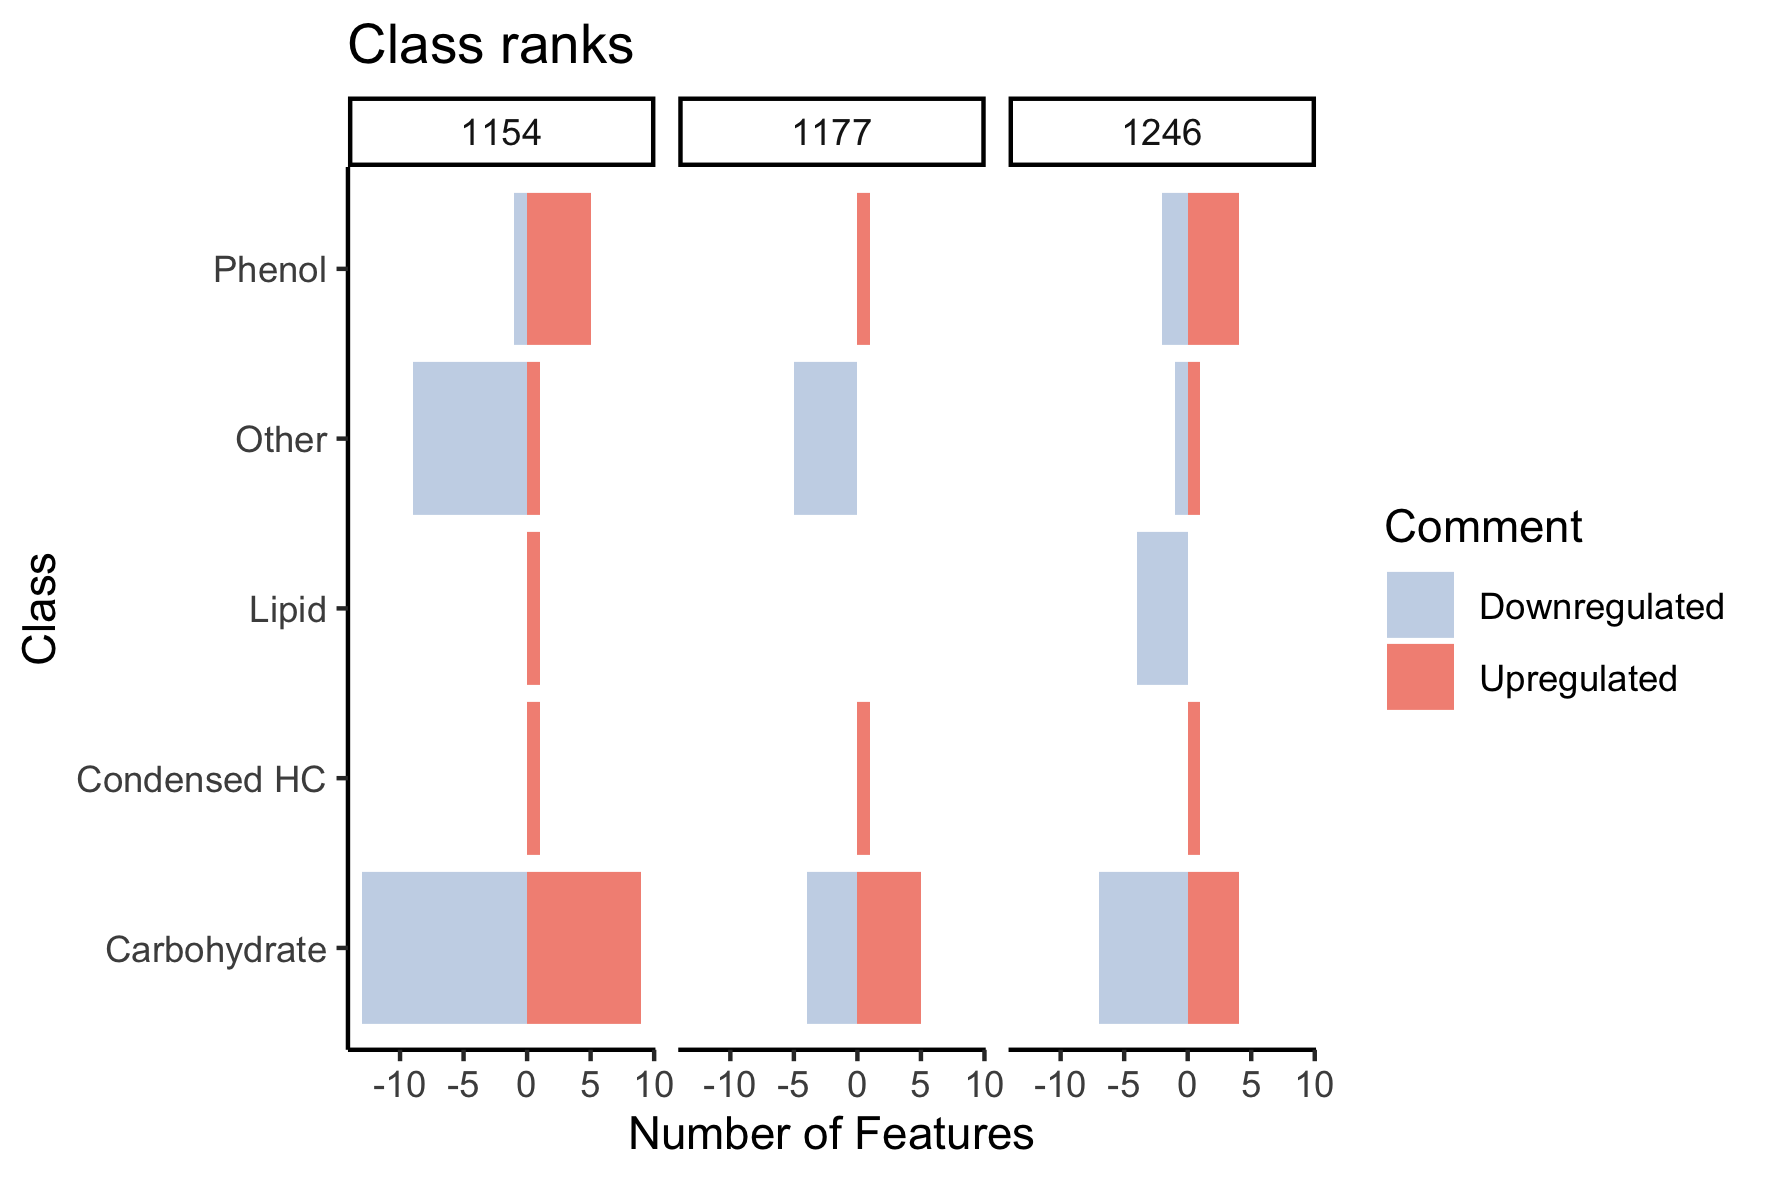 Class ranks
1154 1177 1246
Phenol
Other
Lipid
Condensed HC
Carbohydrate
Class
-10 -5 0 5 10 -10 -5 0 5 10 -10 -5 0 5 10
Number of Features
Comment
Downregulated
Upregulated